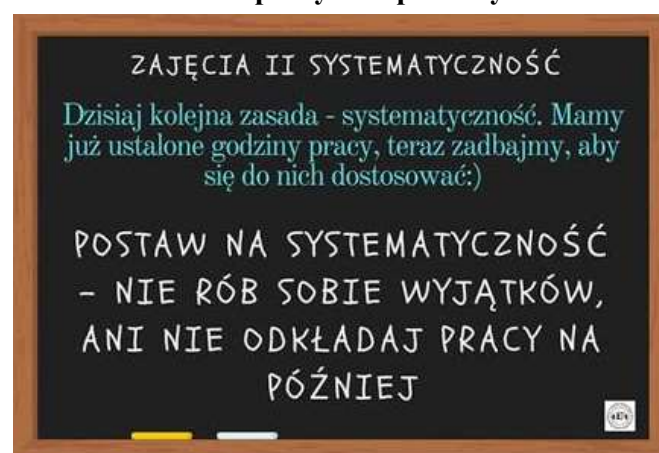 ZAJĘCIA II SYSTEMATYCZNOŚĆ
Dzisiaj kolejna zasada - systematyczność. Mamy
już ustalone godziny pracy, teraz zadbajmy, aby
się do nich dostosować:)
POSTAW NA SYSTEMATYCZNOŚĆ
- NIE RÓB SOBIE WYJĄTKÓW,
ANI NIE ODKŁADAJ PRACY NA
PÓŹNIEJ